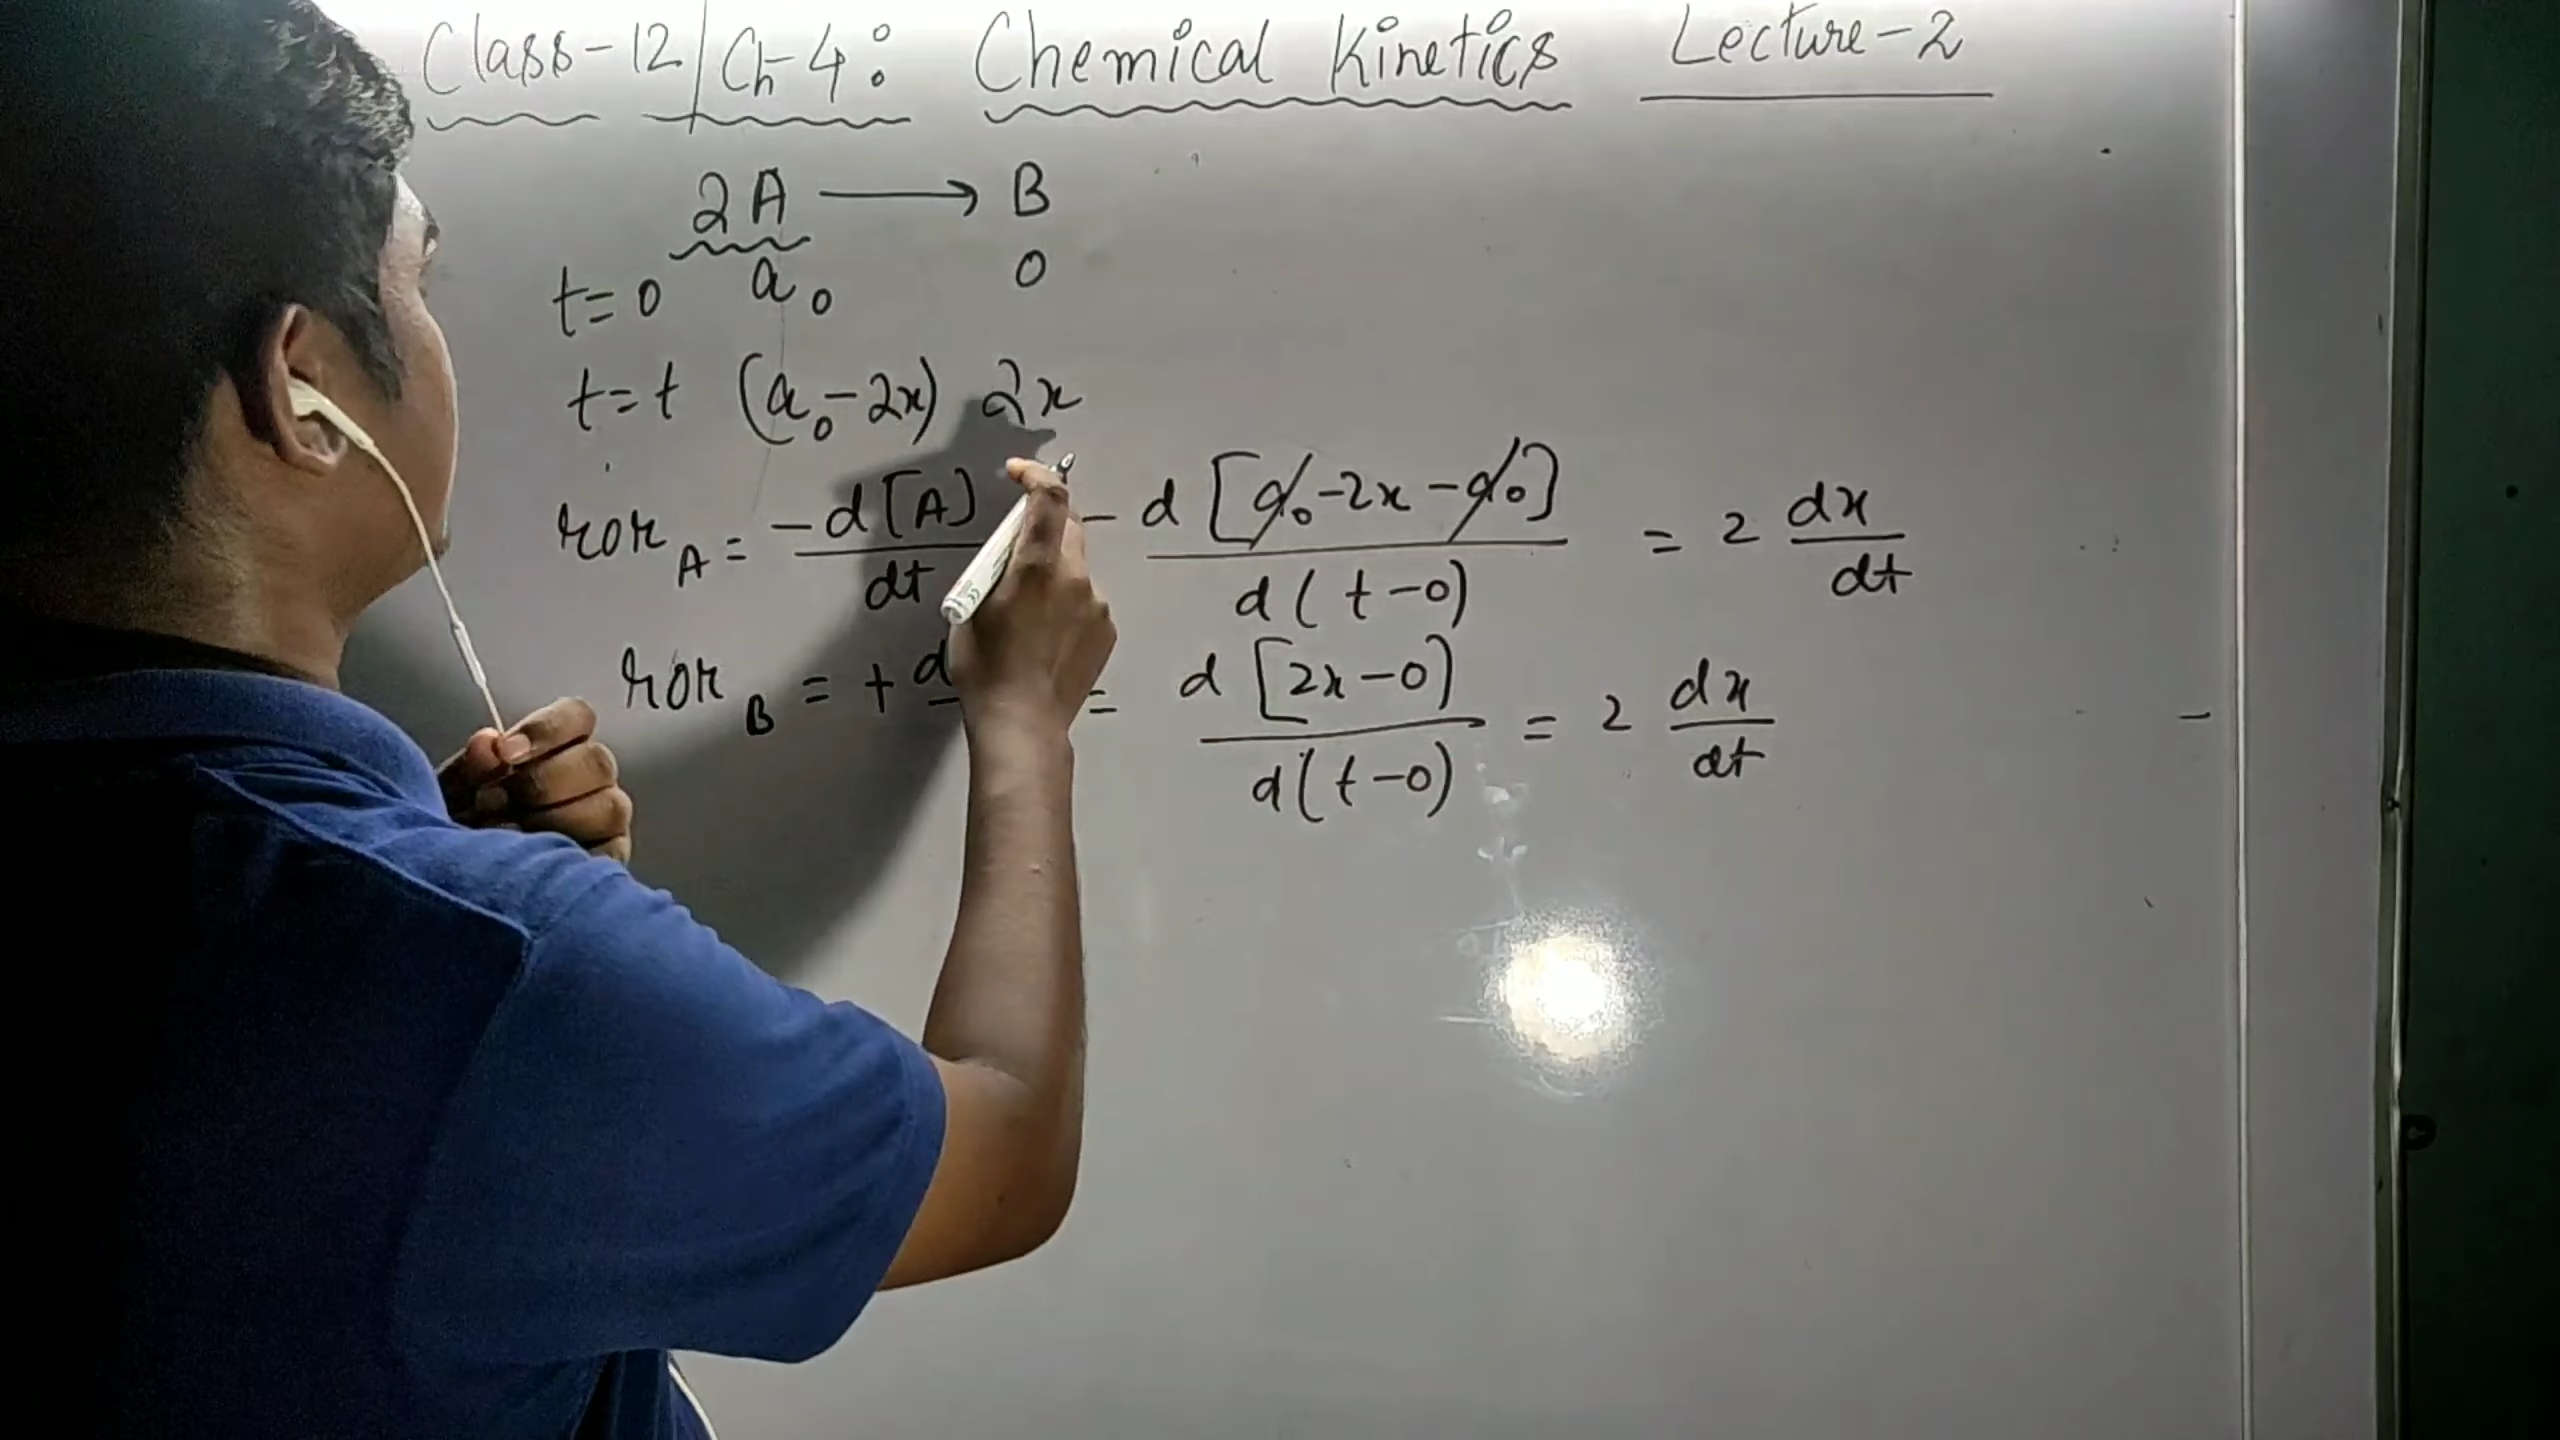 Class-12/Ch-4: Chemical Kinetics Lecture-2
2A ⟶ B
t=0 a₀ 0
t=t (a₀-2x) 2x
ror_A = -d[A]/dt - d[a₀-2x-a₀]/d(t-0) = 2 dx/dt
ror_B = +d = d[2x-0]/d(t-0) = 2 dx/dt